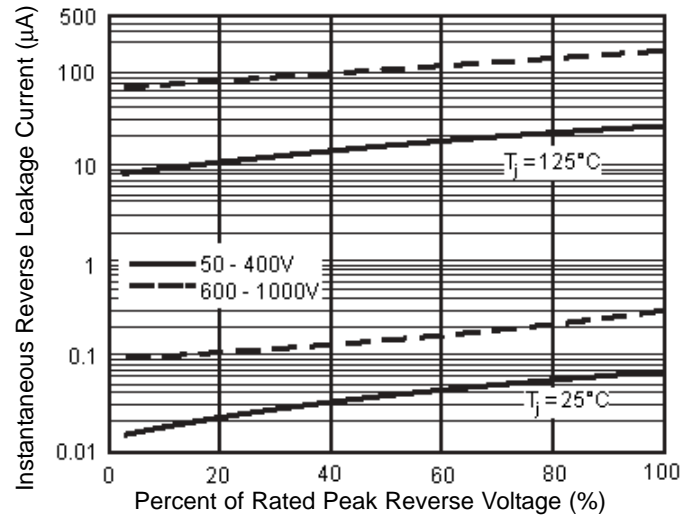 Instantaneous Reverse Leakage Current (µA)
500
100
10
1
0.1
0.01
Tj = 125°C
50 - 400V
600 - 1000V
Tj = 25°C
0 20 40 60 80 100
Percent of Rated Peak Reverse Voltage (%)